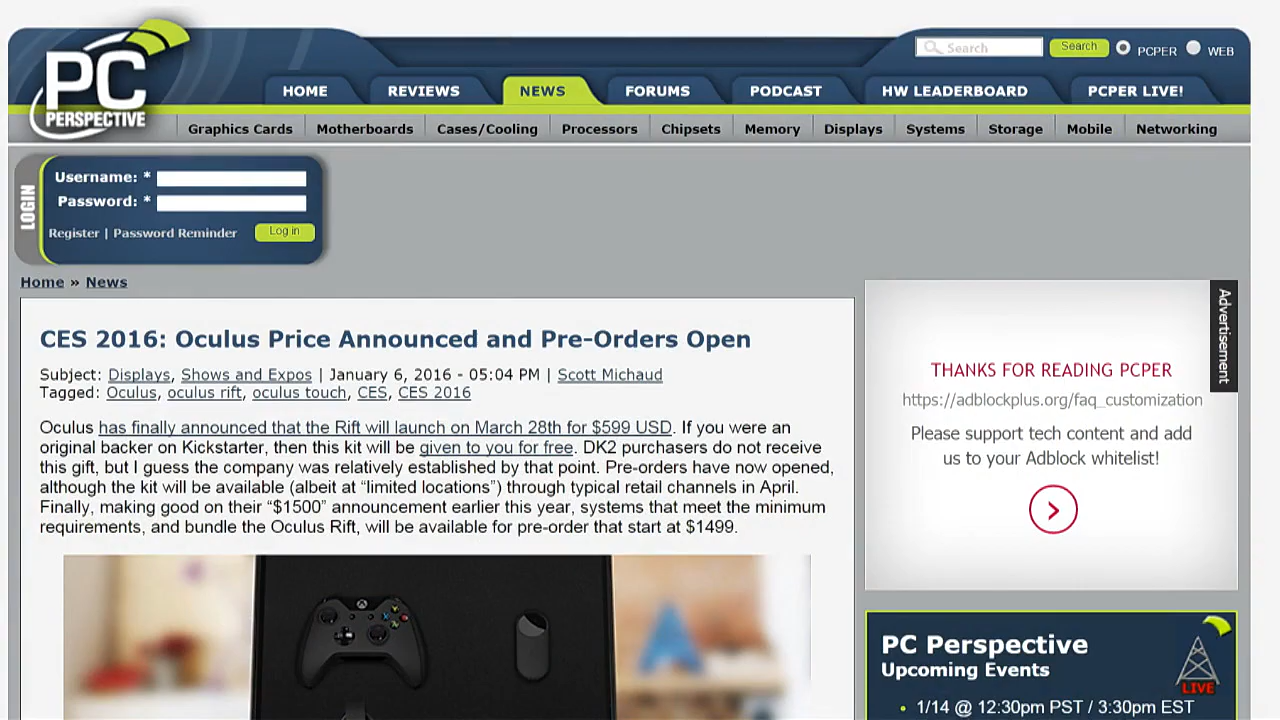 PC
PERSPECTIVE
Search
Search
PCPER
WEB
HOME
REVIEWS
NEWS
FORUMS
PODCAST
HW LEADERBOARD
PCPER LIVE!
Graphics Cards
Motherboards
Cases/Cooling
Processors
Chipsets
Memory
Displays
Systems
Storage
Mobile
Networking
LOGIN
Username: *
Password: *
Register | Password Reminder
Log in
Home » News
CES 2016: Oculus Price Announced and Pre-Orders Open
Subject: Displays, Shows and Expos | January 6, 2016 - 05:04 PM | Scott Michaud
Tagged: Oculus, oculus rift, oculus touch, CES, CES 2016
Oculus has finally announced that the Rift will launch on March 28th for $599 USD. If you were an
original backer on Kickstarter, then this kit will be given to you for free. DK2 purchasers do not receive
this gift, but I guess the company was relatively established by that point. Pre-orders have now opened,
although the kit will be available (albeit at “limited locations”) through typical retail channels in April.
Finally, making good on their “$1500” announcement earlier this year, systems that meet the minimum
requirements, and bundle the Oculus Rift, will be available for pre-order that start at $1499.
Advertisement
THANKS FOR READING PCPER
https://adblockplus.org/faq_customization
Please support tech content and add
us to your Adblock whitelist!
PC Perspective
Upcoming Events
LIVE
1/14 @ 12:30pm PST / 3:30pm EST